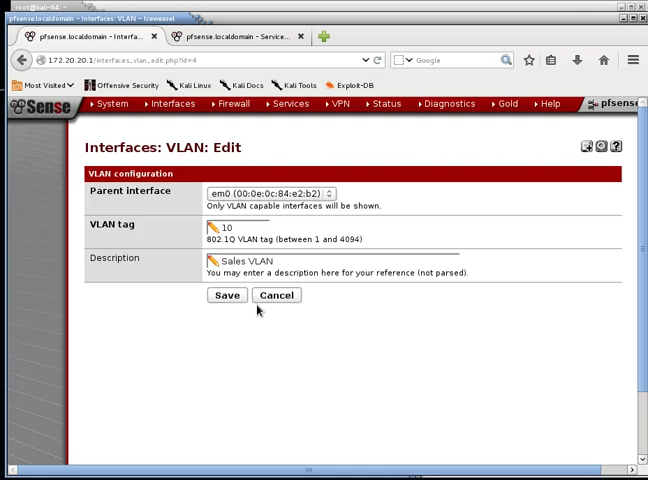 root@kali-64: ~
pfsense.localdomain - Interfaces: VLAN - Iceweasel
pfsense.localdomain - Interfa...
pfsense.localdomain - Service...
172.20.20.1/interfaces_vlan_edit.php?id=4
Google
Most Visited
Offensive Security
Kali Linux
Kali Docs
Kali Tools
Exploit-DB
Sense
System
Interfaces
Firewall
Services
VPN
Status
Diagnostics
Gold
Help
pfsense
Interfaces: VLAN: Edit
VLAN configuration
Parent interface
em0 (00:0e:0c:84:e2:b2)
Only VLAN capable interfaces will be shown.
VLAN tag
10
802.1Q VLAN tag (between 1 and 4094)
Description
Sales VLAN
You may enter a description here for your reference (not parsed).
Save
Cancel